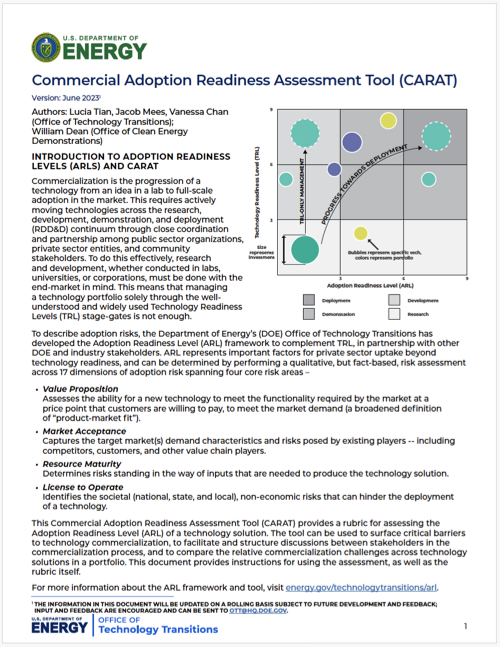 U.S. DEPARTMENT OF
ENERGY
Commercial Adoption Readiness Assessment Tool (CARAT)
Version: June 2023¹
Authors: Lucia Tian, Jacob Mees, Vanessa Chan
(Office of Technology Transitions);
William Dean (Office of Clean Energy
Demonstrations)
INTRODUCTION TO ADOPTION READINESS
LEVELS (ARLS) AND CARAT
Commercialization is the progression of a
technology from an idea in a lab to full-scale
adoption in the market. This requires actively
moving technologies across the research,
development, demonstration, and deployment
(RDD&D) continuum through close coordination
and partnership among public sector organizations,
private sector entities, and community
stakeholders. To do this effectively, research
and development, whether conducted in labs,
universities, or corporations, must be done with the
end-market in mind. This means that managing
a technology portfolio solely through the well-
understood and widely used Technology Readiness
Levels (TRL) stage-gates is not enough.
Technology Readiness Level (TRL)
9
6
3
TRL-ONLY MANAGEMENT
PROGRESS TOWARDS DEPLOYMENT
Size
represents
investment
Bubbles represent specific tech,
colors represent portfolio
3
6
9
Adoption Readiness Level (ARL)
Deployment
Development
Demonstration
Research
To describe adoption risks, the Department of Energy's (DOE) Office of Technology Transitions has
developed the Adoption Readiness Level (ARL) framework to complement TRL, in partnership with other
DOE and industry stakeholders. ARL represents important factors for private sector uptake beyond
technology readiness, and can be determined by performing a qualitative, but fact-based, risk assessment
across 17 dimensions of adoption risk spanning four core risk areas –
• Value Proposition
Assesses the ability for a new technology to meet the functionality required by the market at a
price point that customers are willing to pay, to meet the market demand (a broadened definition
of "product-market fit").
• Market Acceptance
Captures the target market(s) demand characteristics and risks posed by existing players -- including
competitors, customers, and other value chain players.
• Resource Maturity
Determines risks standing in the way of inputs that are needed to produce the technology solution.
• License to Operate
Identifies the societal (national, state, and local), non-economic risks that can hinder the deployment
of a technology.
This Commercial Adoption Readiness Assessment Tool (CARAT) provides a rubric for assessing the
Adoption Readiness Level (ARL) of a technology solution. The tool can be used to surface critical barriers
to technology commercialization, to facilitate and structure discussions between stakeholders in the
commercialization process, and to compare the relative commercialization challenges across technology
solutions in a portfolio. This document provides instructions for using the assessment, as well as the
rubric itself.
For more information about the ARL framework and tool, visit energy.gov/technologytransitions/arl.
¹ THE INFORMATION IN THIS DOCUMENT WILL BE UPDATED ON A ROLLING BASIS SUBJECT TO FUTURE DEVELOPMENT AND FEEDBACK;
INPUT AND FEEDBACK ARE ENCOURAGED AND CAN BE SENT TO OTT@HQ.DOE.GOV.
U.S. DEPARTMENT OF
ENERGY
OFFICE OF
Technology Transitions
1